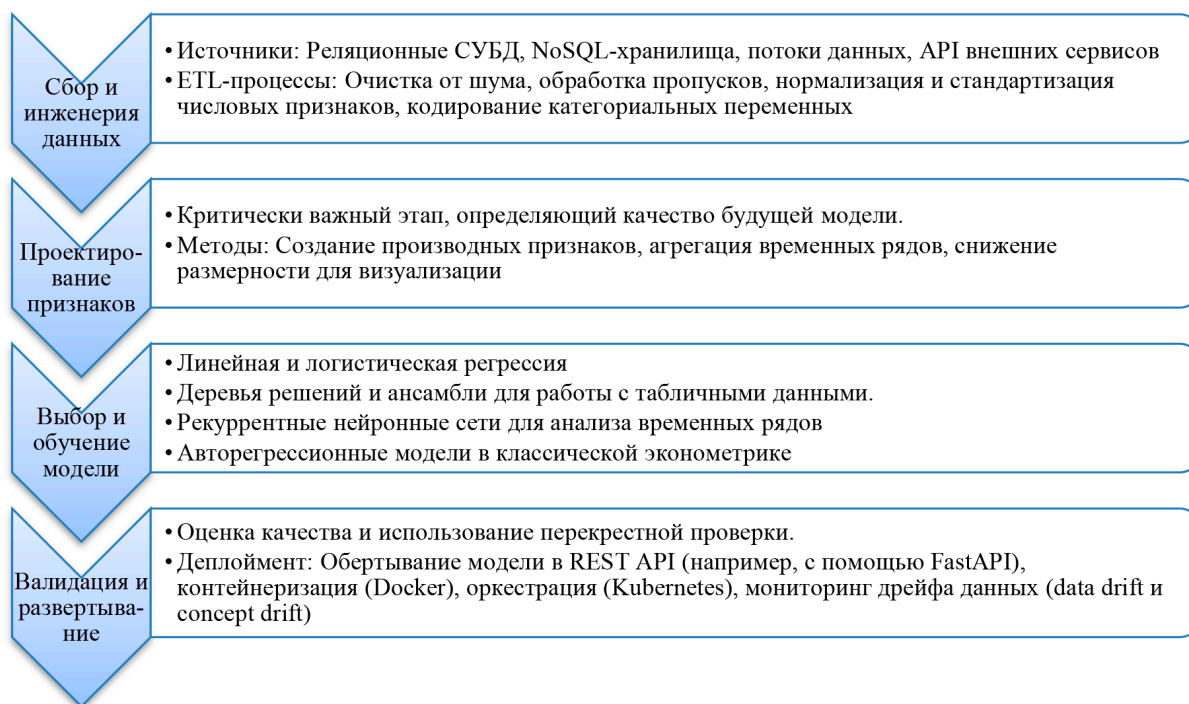 Сбор и
инженерия
данных
• Источники: Реляционные СУБД, NoSQL-хранилища, потоки данных, API внешних сервисов
• ETL-процессы: Очистка от шума, обработка пропусков, нормализация и стандартизация
числовых признаков, кодирование категориальных переменных
Проектиро-
вание
признаков
• Критически важный этап, определяющий качество будущей модели.
• Методы: Создание производных признаков, агрегация временных рядов, снижение
размерности для визуализации
Выбор и
обучение
модели
• Линейная и логистическая регрессия
• Деревья решений и ансамбли для работы с табличными данными.
• Рекуррентные нейронные сети для анализа временных рядов
• Авторегрессионные модели в классической эконометрике
Валидация и
развертыва-
ние
• Оценка качества и использование перекрестной проверки.
• Деплоймент: Обертывание модели в REST API (например, с помощью FastAPI),
контейнеризация (Docker), оркестрация (Kubernetes), мониторинг дрейфа данных (data drift и
concept drift)